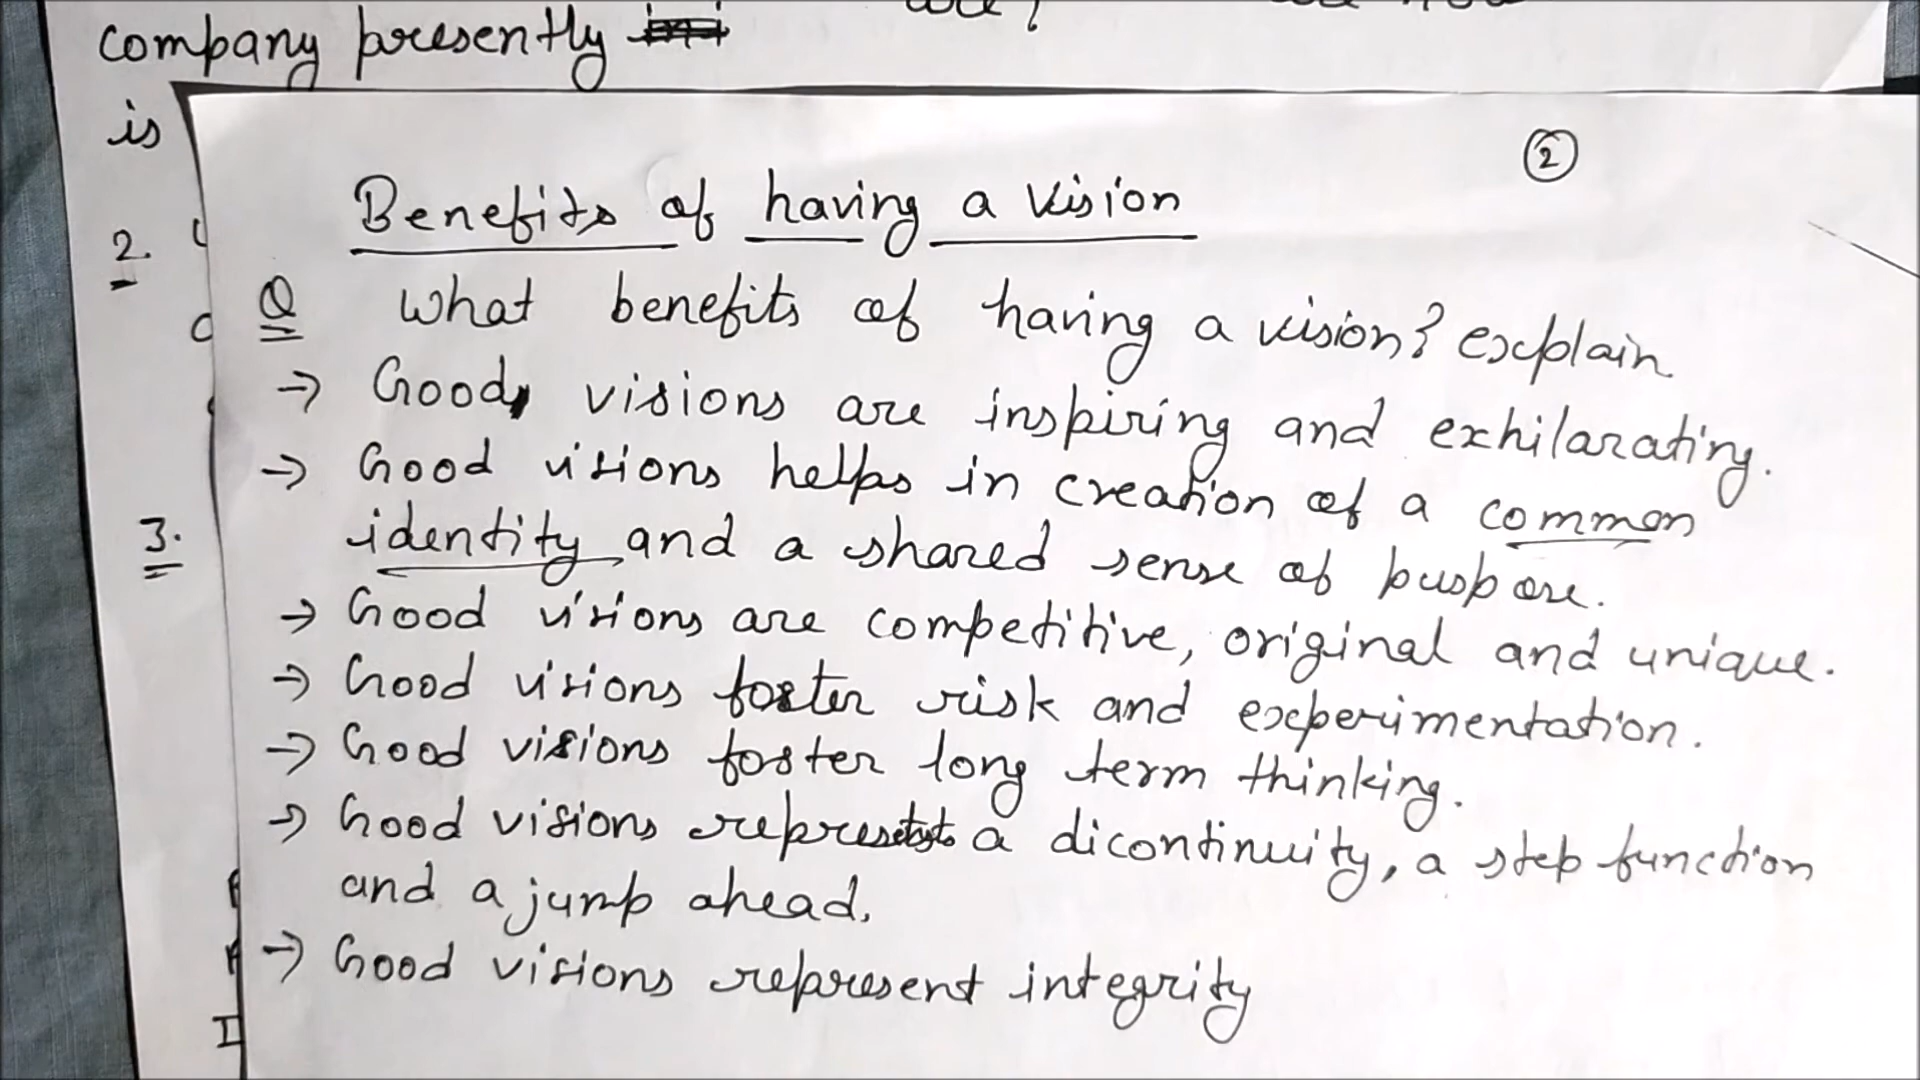 company presently
is
2.
3.
②
Benefits of having a vision
Q What benefits of having a vision? explain
→ Good, visions are inspiring and exhilarating.
→ Good visions helps in creation of a common
identity and a shared sense of puspose.
→ Good visions are competitive, original and unique.
→ Good visions foster risk and experimentation.
→ Good visions foster long term thinking.
→ Good visions a dicontinuity, a step function
and a jump ahead.
→ Good visions represent integrity